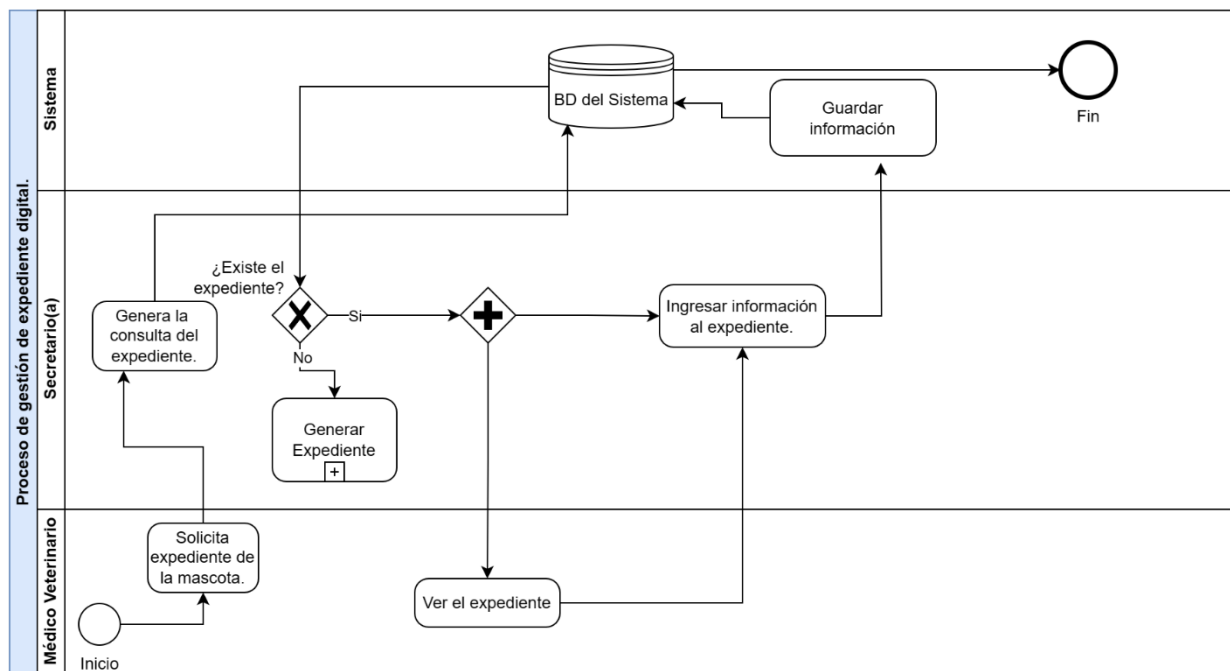 Proceso de gestión de expediente digital.
Sistema
BD del Sistema
Guardar
información
Fin
Secretario(a)
¿Existe el
expediente?
Genera la
consulta del
expediente.
Si
No
Ingresar información
al expediente.
Generar
Expediente
Médico Veterinario
Solicita
expediente de
la mascota.
Ver el expediente
Inicio